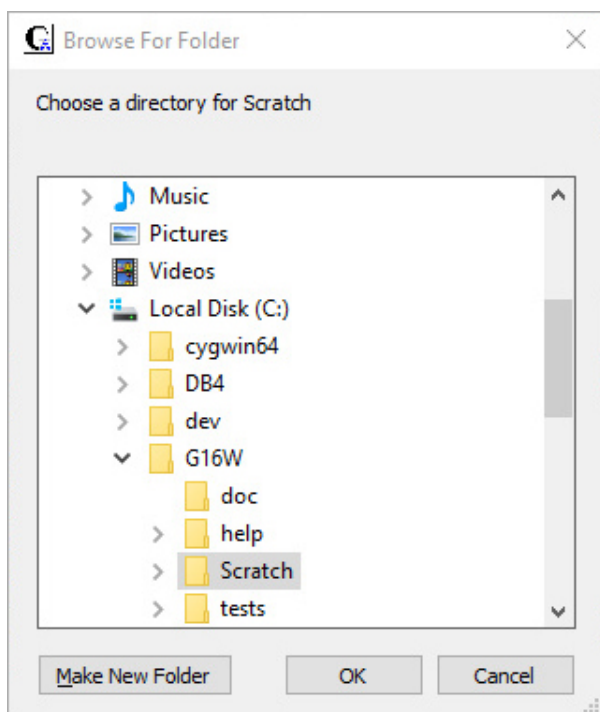 Browse For Folder
Choose a directory for Scratch
Music
Pictures
Videos
Local Disk (C:)
cygwin64
DB4
dev
G16W
doc
help
Scratch
tests
Make New Folder OK Cancel